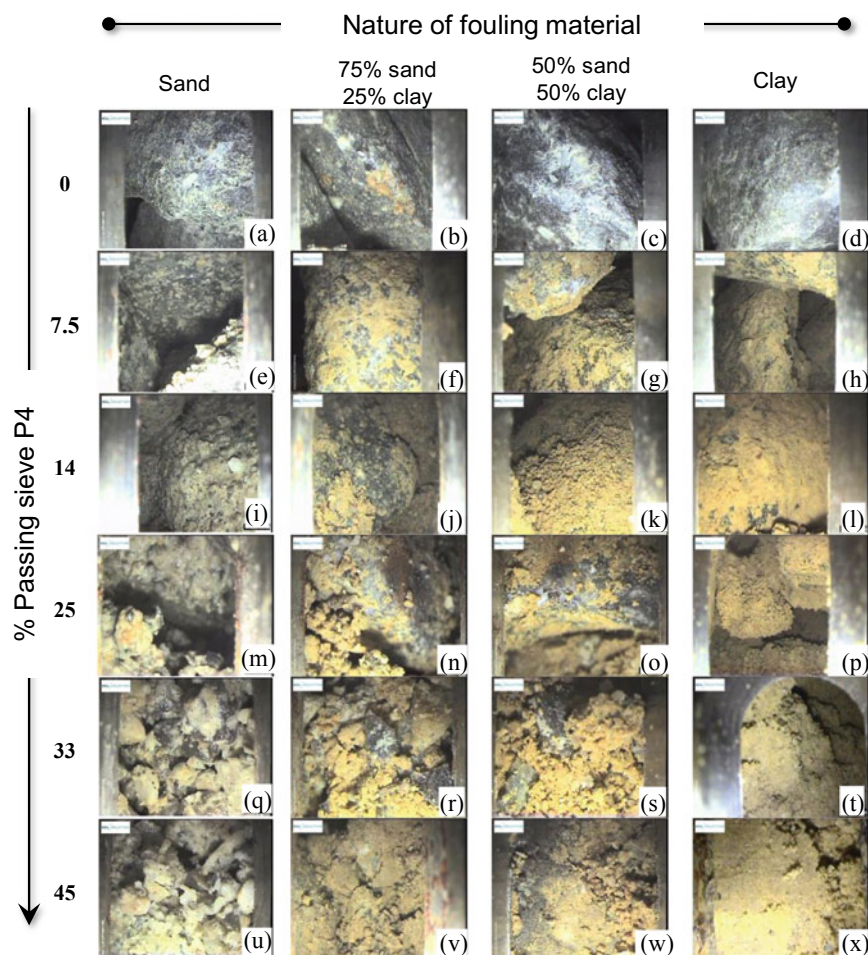 Nature of fouling material
Sand
75% sand
25% clay
50% sand
50% clay
Clay
% Passing sieve P4
0
(a)
(b)
(c)
(d)
7.5
(e)
(f)
(g)
(h)
14
(i)
(j)
(k)
(l)
25
(m)
(n)
(o)
(p)
33
(q)
(r)
(s)
(t)
45
(u)
(v)
(w)
(x)